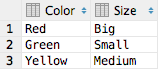 Color Size
1 Red Big
2 Green Small
3 Yellow Medium